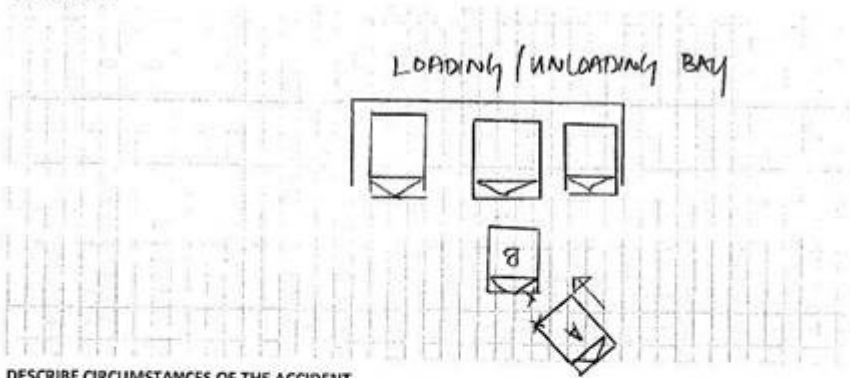 LOADING / UNLOADING BAY
B
A
DESCRIBE CIRCUMSTANCES OF THE ACCIDENT